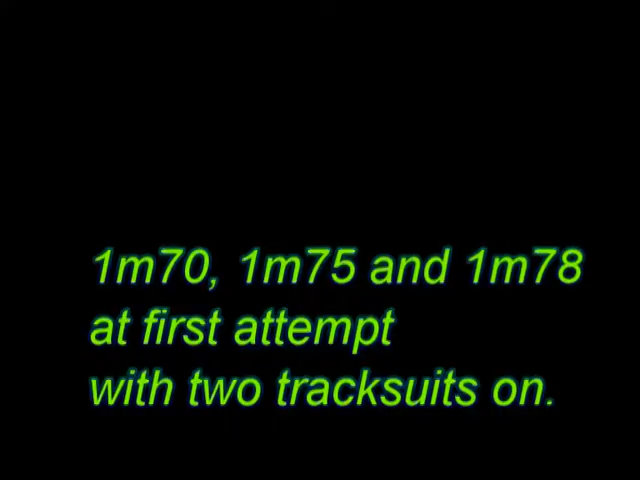 1m70, 1m75 and 1m78
at first attempt
with two tracksuits on.